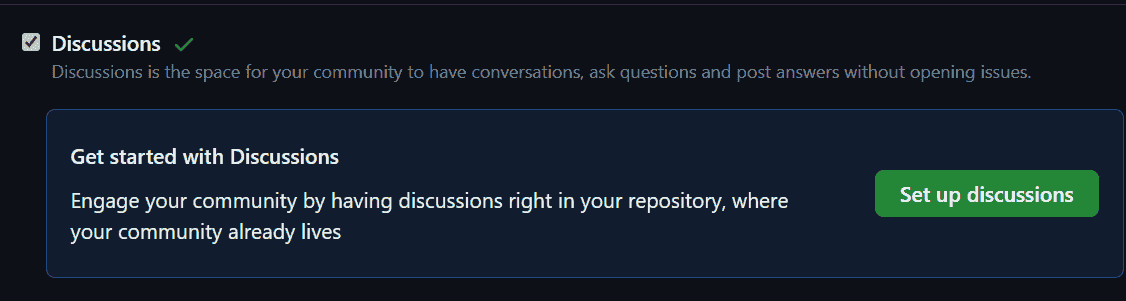 Discussions
Discussions is the space for your community to have conversations, ask questions and post answers without opening issues.
Get started with Discussions
Engage your community by having discussions right in your repository, where
your community already lives
Set up discussions